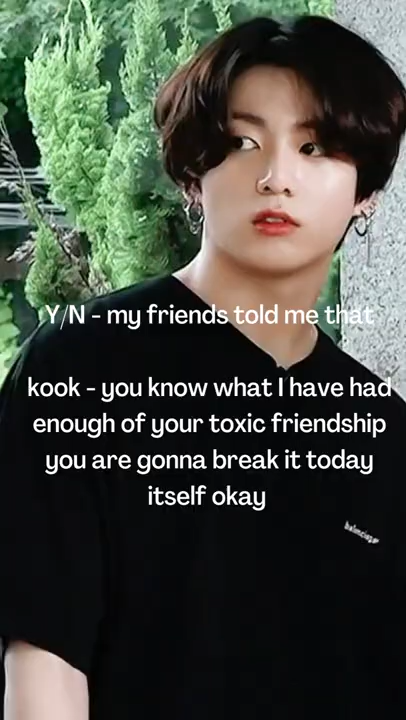 Y/N - my friends told me that
kook - you know what I have had
enough of your toxic friendship
you are gonna break it today
itself okay
balenciaga